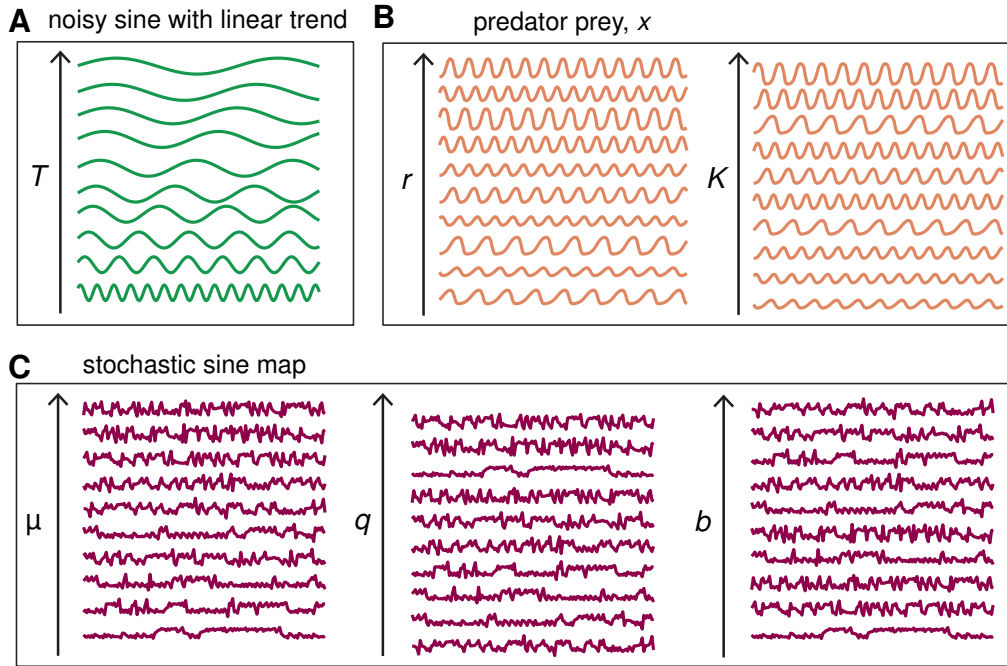 A noisy sine with linear trend
T
B predator prey, x
r
K
C stochastic sine map
μ
q
b